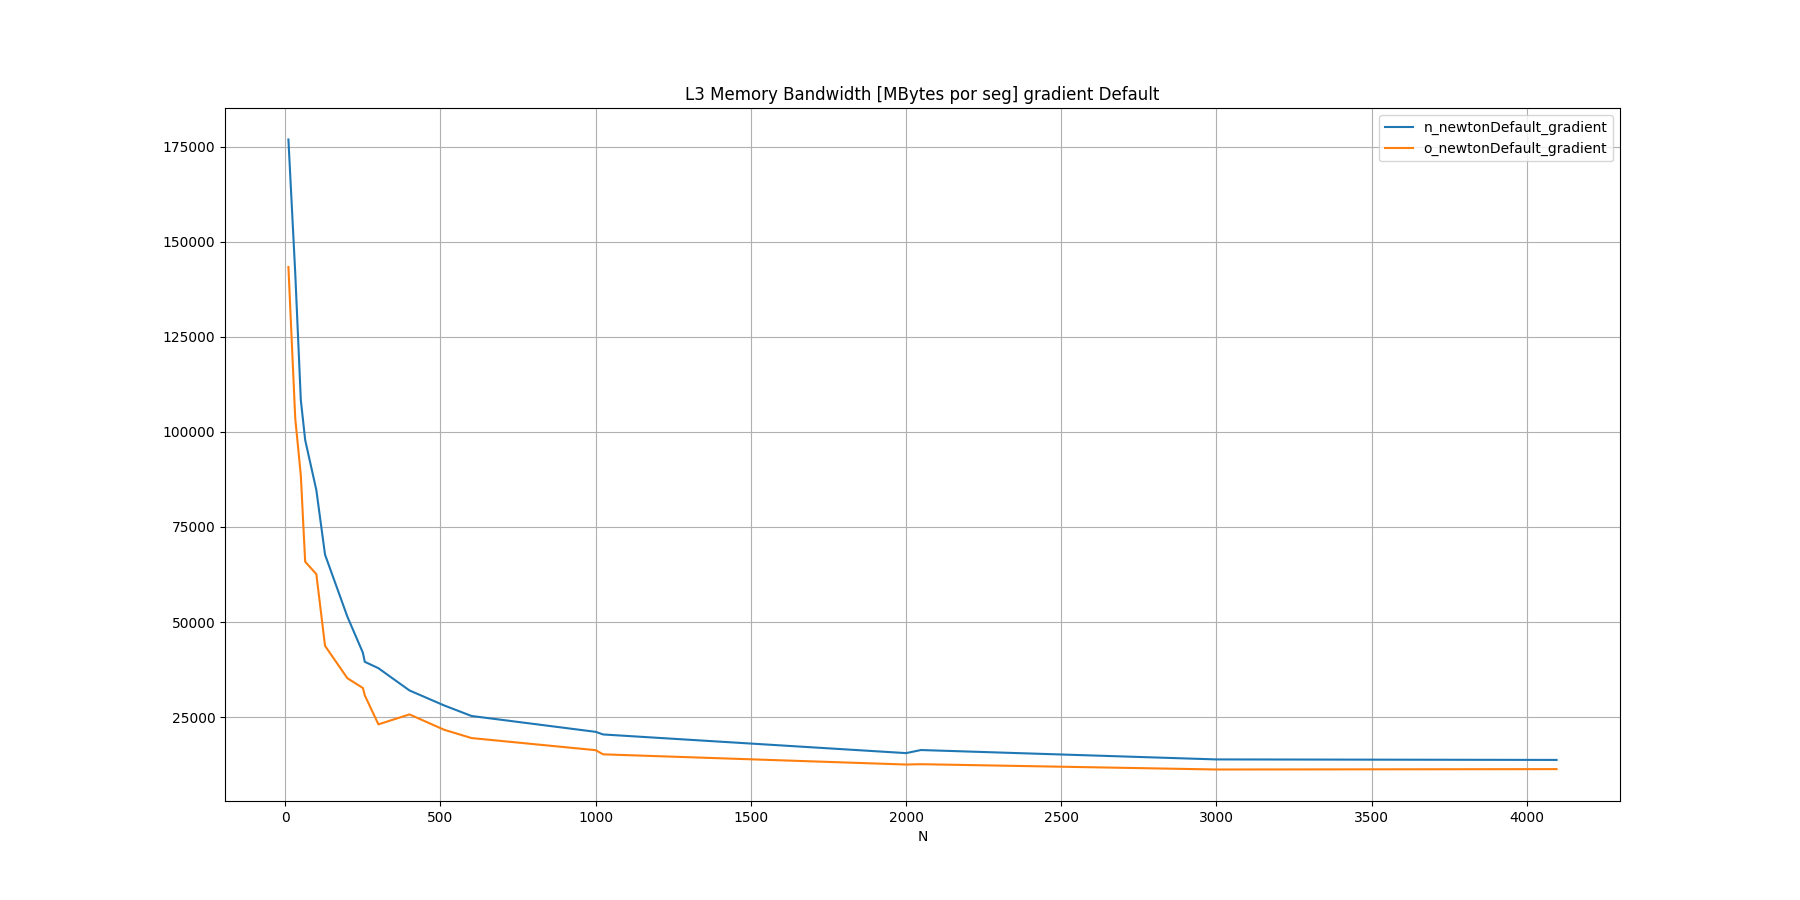 L3 Memory Bandwidth [MBytes por seg] gradient Default
n_newtonDefault_gradient
o_newtonDefault_gradient
175000
150000
125000
100000
75000
50000
25000
0 500 1000 1500 2000 2500 3000 3500 4000
N